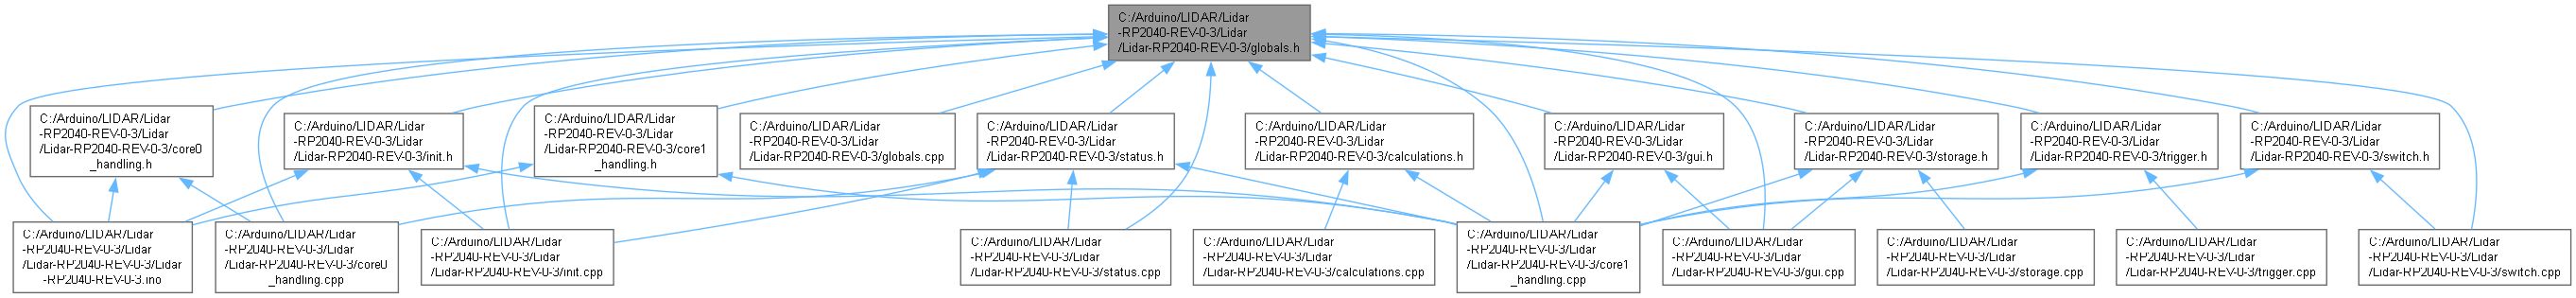 C:/Arduino/LIDAR/Lidar
-RP2040-REV-0-3/Lidar
/Lidar-RP2040-REV-0-3/globals.h
C:/Arduino/LIDAR/Lidar
-RP2040-REV-0-3/Lidar
/Lidar-RP2040-REV-0-3/core0
_handling.h
C:/Arduino/LIDAR/Lidar
-RP2040-REV-0-3/Lidar
/Lidar-RP2040-REV-0-3/init.h
C:/Arduino/LIDAR/Lidar
-RP2040-REV-0-3/Lidar
/Lidar-RP2040-REV-0-3/core1
_handling.h
C:/Arduino/LIDAR/Lidar
-RP2040-REV-0-3/Lidar
/Lidar-RP2040-REV-0-3/globals.cpp
C:/Arduino/LIDAR/Lidar
-RP2040-REV-0-3/Lidar
/Lidar-RP2040-REV-0-3/status.h
C:/Arduino/LIDAR/Lidar
-RP2040-REV-0-3/Lidar
/Lidar-RP2040-REV-0-3/calculations.h
C:/Arduino/LIDAR/Lidar
-RP2040-REV-0-3/Lidar
/Lidar-RP2040-REV-0-3/gui.h
C:/Arduino/LIDAR/Lidar
-RP2040-REV-0-3/Lidar
/Lidar-RP2040-REV-0-3/storage.h
C:/Arduino/LIDAR/Lidar
-RP2040-REV-0-3/Lidar
/Lidar-RP2040-REV-0-3/trigger.h
C:/Arduino/LIDAR/Lidar
-RP2040-REV-0-3/Lidar
/Lidar-RP2040-REV-0-3/switch.h
C:/Arduino/LIDAR/Lidar
-RP2040-REV-0-3/Lidar
/Lidar-RP2040-REV-0-3/Lidar
-RP2040-REV-0-3.ino
C:/Arduino/LIDAR/Lidar
-RP2040-REV-0-3/Lidar
/Lidar-RP2040-REV-0-3/core0
_handling.cpp
C:/Arduino/LIDAR/Lidar
-RP2040-REV-0-3/Lidar
/Lidar-RP2040-REV-0-3/init.cpp
C:/Arduino/LIDAR/Lidar
-RP2040-REV-0-3/Lidar
/Lidar-RP2040-REV-0-3/status.cpp
C:/Arduino/LIDAR/Lidar
-RP2040-REV-0-3/Lidar
/Lidar-RP2040-REV-0-3/calculations.cpp
C:/Arduino/LIDAR/Lidar
-RP2040-REV-0-3/Lidar
/Lidar-RP2040-REV-0-3/core1
_handling.cpp
C:/Arduino/LIDAR/Lidar
-RP2040-REV-0-3/Lidar
/Lidar-RP2040-REV-0-3/gui.cpp
C:/Arduino/LIDAR/Lidar
-RP2040-REV-0-3/Lidar
/Lidar-RP2040-REV-0-3/storage.cpp
C:/Arduino/LIDAR/Lidar
-RP2040-REV-0-3/Lidar
/Lidar-RP2040-REV-0-3/trigger.cpp
C:/Arduino/LIDAR/Lidar
-RP2040-REV-0-3/Lidar
/Lidar-RP2040-REV-0-3/switch.cpp